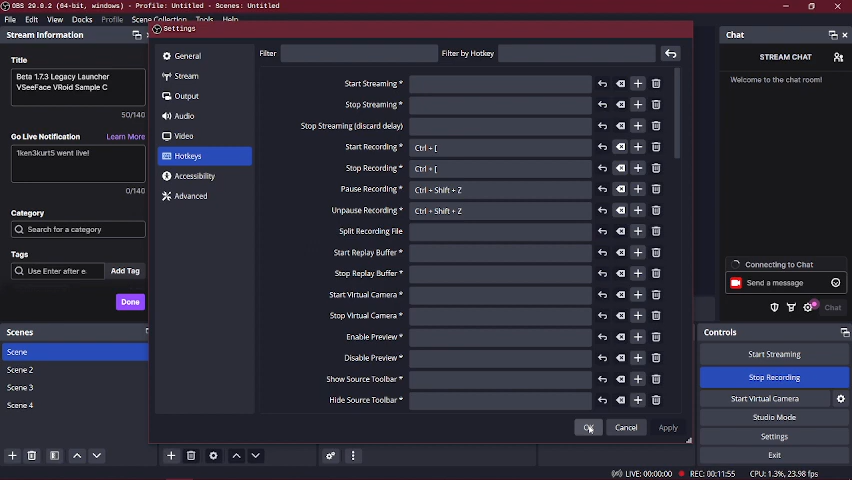 OBS 29.0.2 (64-bit, windows) - Profile: Untitled - Scenes: Untitled
File Edit View Docks Profile Scene Collection Tools Help
Stream Information
Title
Beta 1.7.3 Legacy Launcher
VSeeFace VRoid Sample C
50/140
Go Live Notification Learn More
1ken3kurt5 went live!
0/140
Category
Search for a category
Tags
Use Enter after e Add Tag
Done
Scenes
Scene
Scene 2
Scene 3
Scene 4
Settings
General
Stream
Output
Audio
Video
Hotkeys
Accessibility
Advanced
Filter Filter by Hotkey
Start Streaming *
Stop Streaming *
Stop Streaming (discard delay)
Start Recording * Ctrl + [
Stop Recording * Ctrl + [
Pause Recording * Ctrl + Shift + Z
Unpause Recording * Ctrl + Shift + Z
Split Recording File
Start Replay Buffer *
Stop Replay Buffer *
Start Virtual Camera *
Stop Virtual Camera *
Enable Preview *
Disable Preview *
Show Source Toolbar *
Hide Source Toolbar *
OK Cancel Apply
Chat
STREAM CHAT
Welcome to the chat room!
Connecting to Chat
Send a message
Chat
Controls
Start Streaming
Stop Recording
Start Virtual Camera
Studio Mode
Settings
Exit
LIVE: 00:00:00 REC: 00:11:55 CPU: 1.3%, 23.98 fps